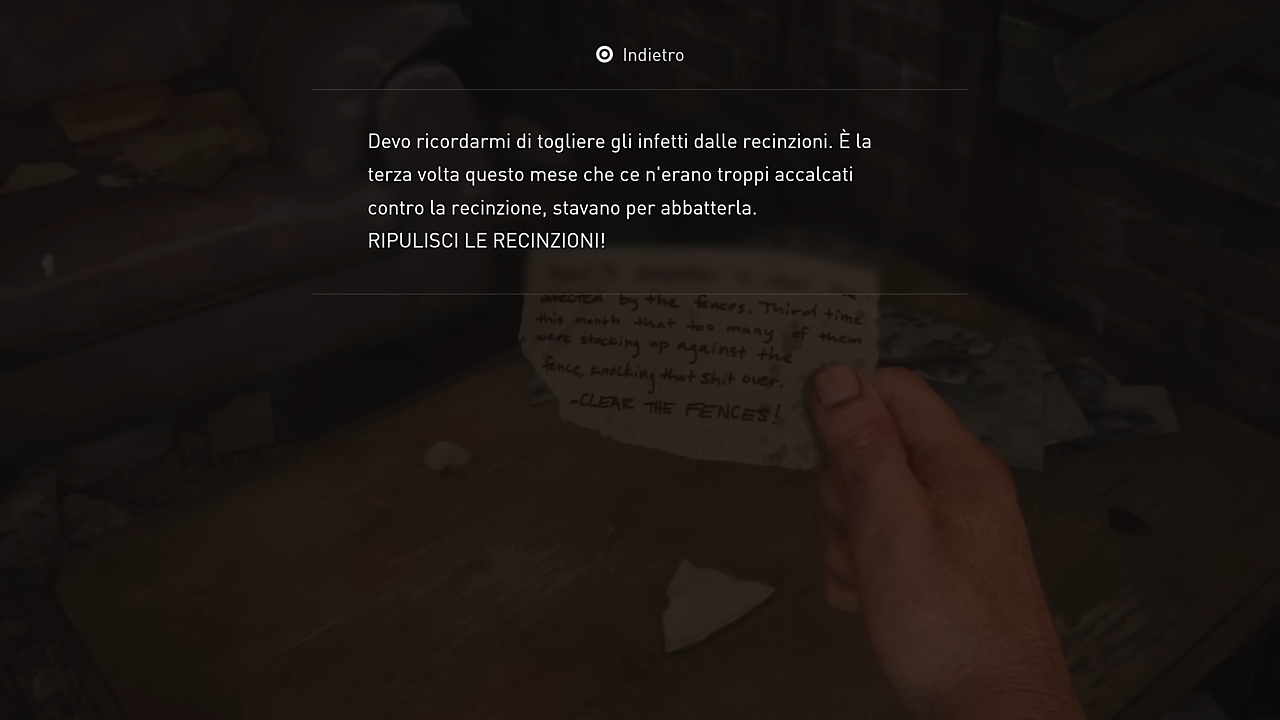 Indietro
Devo ricordarmi di togliere gli infetti dalle recinzioni. È la
terza volta questo mese che ce n'erano troppi accalcati
contro la recinzione, stavano per abbatterla.
RIPULISCI LE RECINZIONI!
infected by the fences. Third time
this month that too many of them
were stacking up against the
fence, knocking that shit over.
-CLEAR THE FENCES!